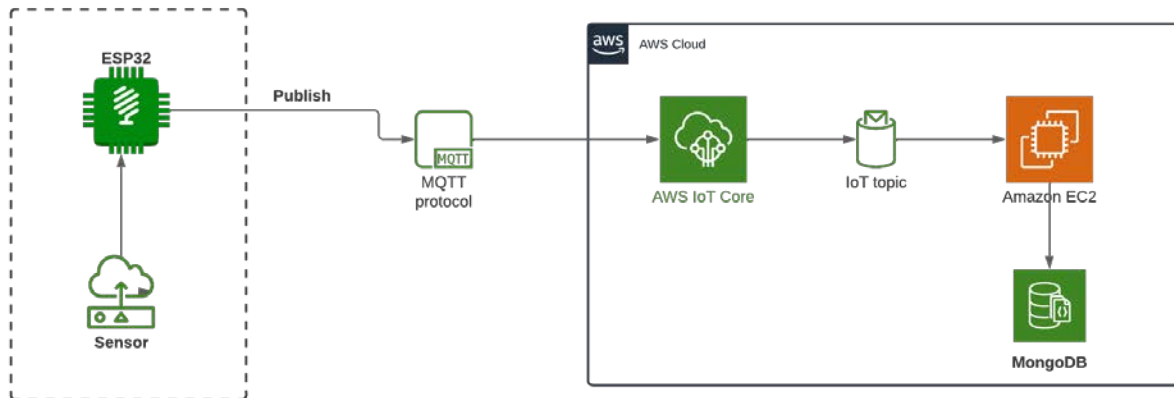 ESP32
Publish
MQTT
MQTT
protocol
Sensor
aws
AWS Cloud
AWS IoT Core
IoT topic
Amazon EC2
MongoDB